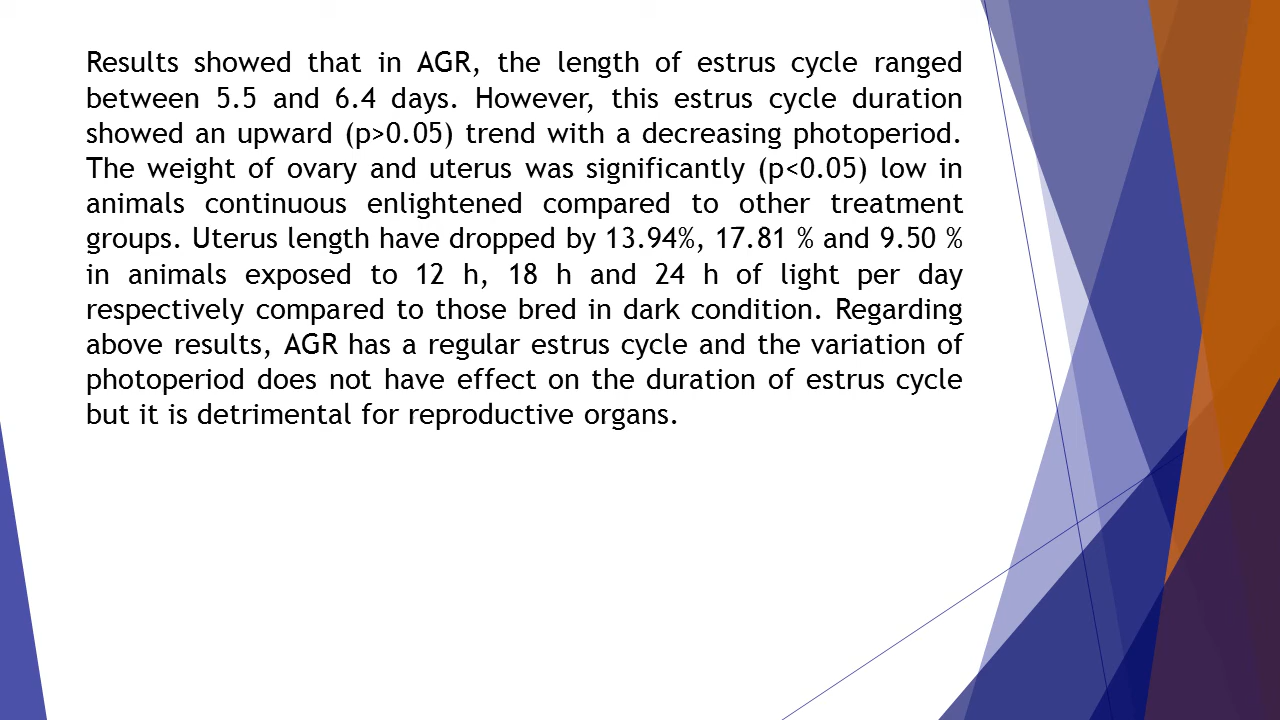 Results showed that in AGR, the length of estrus cycle ranged
between 5.5 and 6.4 days. However, this estrus cycle duration
showed an upward (p>0.05) trend with a decreasing photoperiod.
The weight of ovary and uterus was significantly (p<0.05) low in
animals continuous enlightened compared to other treatment
groups. Uterus length have dropped by 13.94%, 17.81 % and 9.50 %
in animals exposed to 12 h, 18 h and 24 h of light per day
respectively compared to those bred in dark condition. Regarding
above results, AGR has a regular estrus cycle and the variation of
photoperiod does not have effect on the duration of estrus cycle
but it is detrimental for reproductive organs.